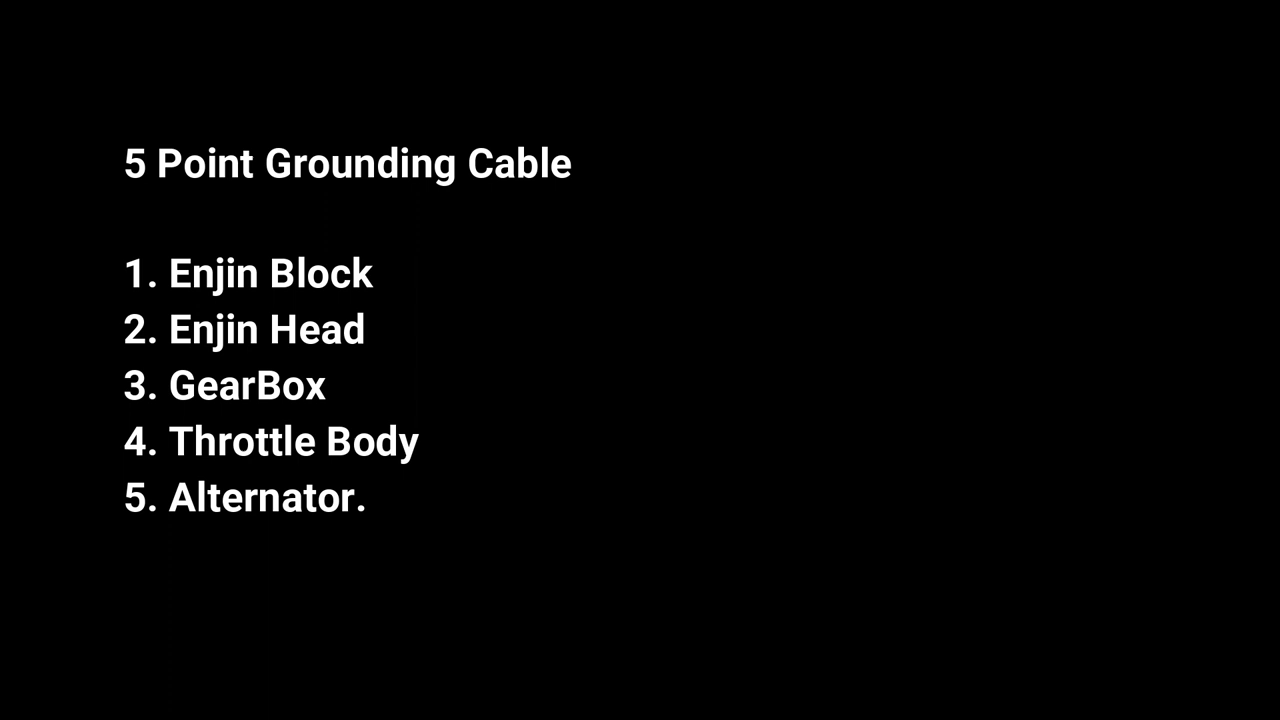 5 Point Grounding Cable
1. Enjin Block
2. Enjin Head
3. GearBox
4. Throttle Body
5. Alternator.